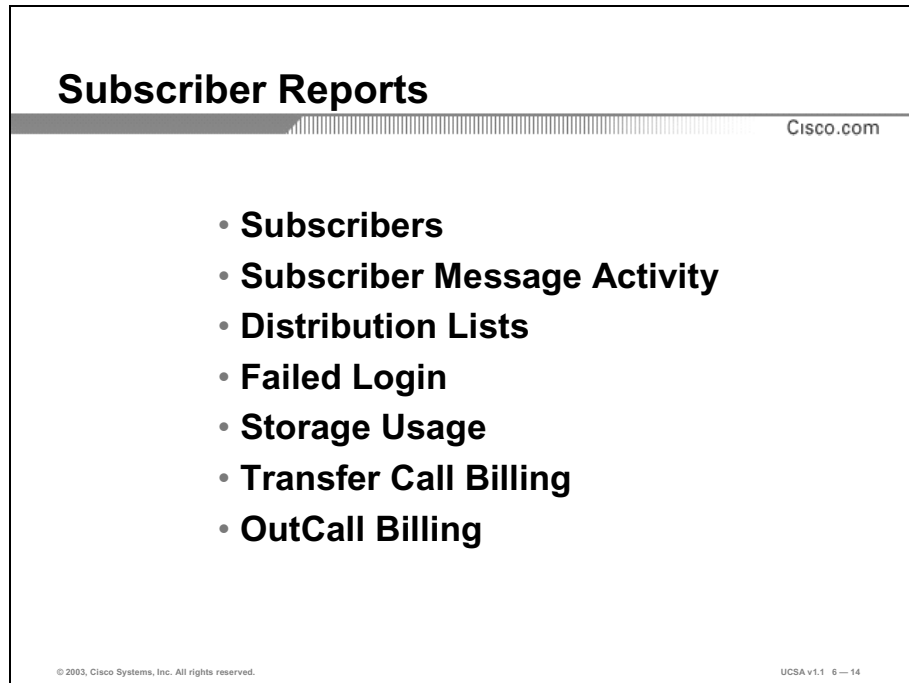 Subscriber Reports
Cisco.com
• Subscribers
• Subscriber Message Activity
• Distribution Lists
• Failed Login
• Storage Usage
• Transfer Call Billing
• OutCall Billing
© 2003, Cisco Systems, Inc. All rights reserved.
UCSA v1.1 6 — 14